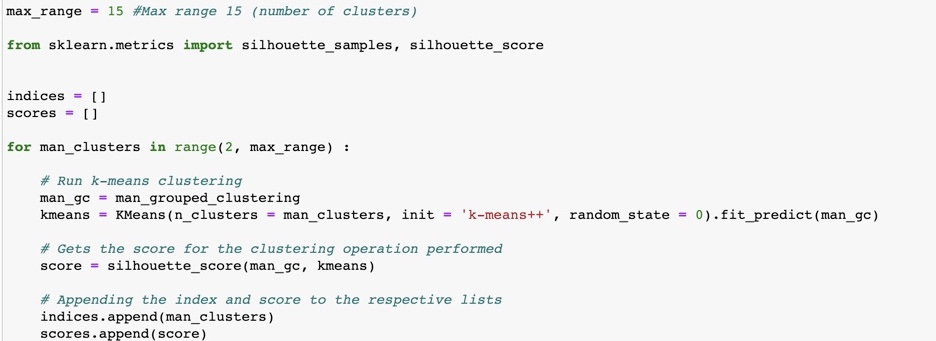 max_range = 15 #Max range 15 (number of clusters)
from sklearn.metrics import silhouette_samples, silhouette_score
indices = []
scores = []
for man_clusters in range(2, max_range) :
# Run k-means clustering
man_gc = man_grouped_clustering
kmeans = KMeans(n_clusters = man_clusters, init = 'k-means++', random_state = 0).fit_predict(man_gc)
# Gets the score for the clustering operation performed
score = silhouette_score(man_gc, kmeans)
# Appending the index and score to the respective lists
indices.append(man_clusters)
scores.append(score)